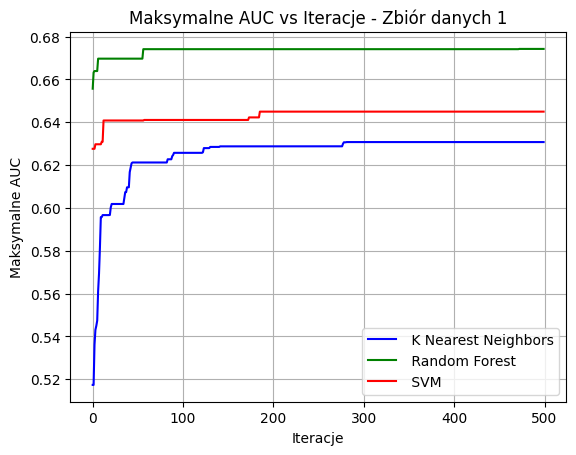 Maksymalne AUC vs Iteracje - Zbiór danych 1
Maksymalne AUC
0.68
0.66
0.64
0.62
0.60
0.58
0.56
0.54
0.52
K Nearest Neighbors
Random Forest
SVM
0 100 200 300 400 500
Iteracje